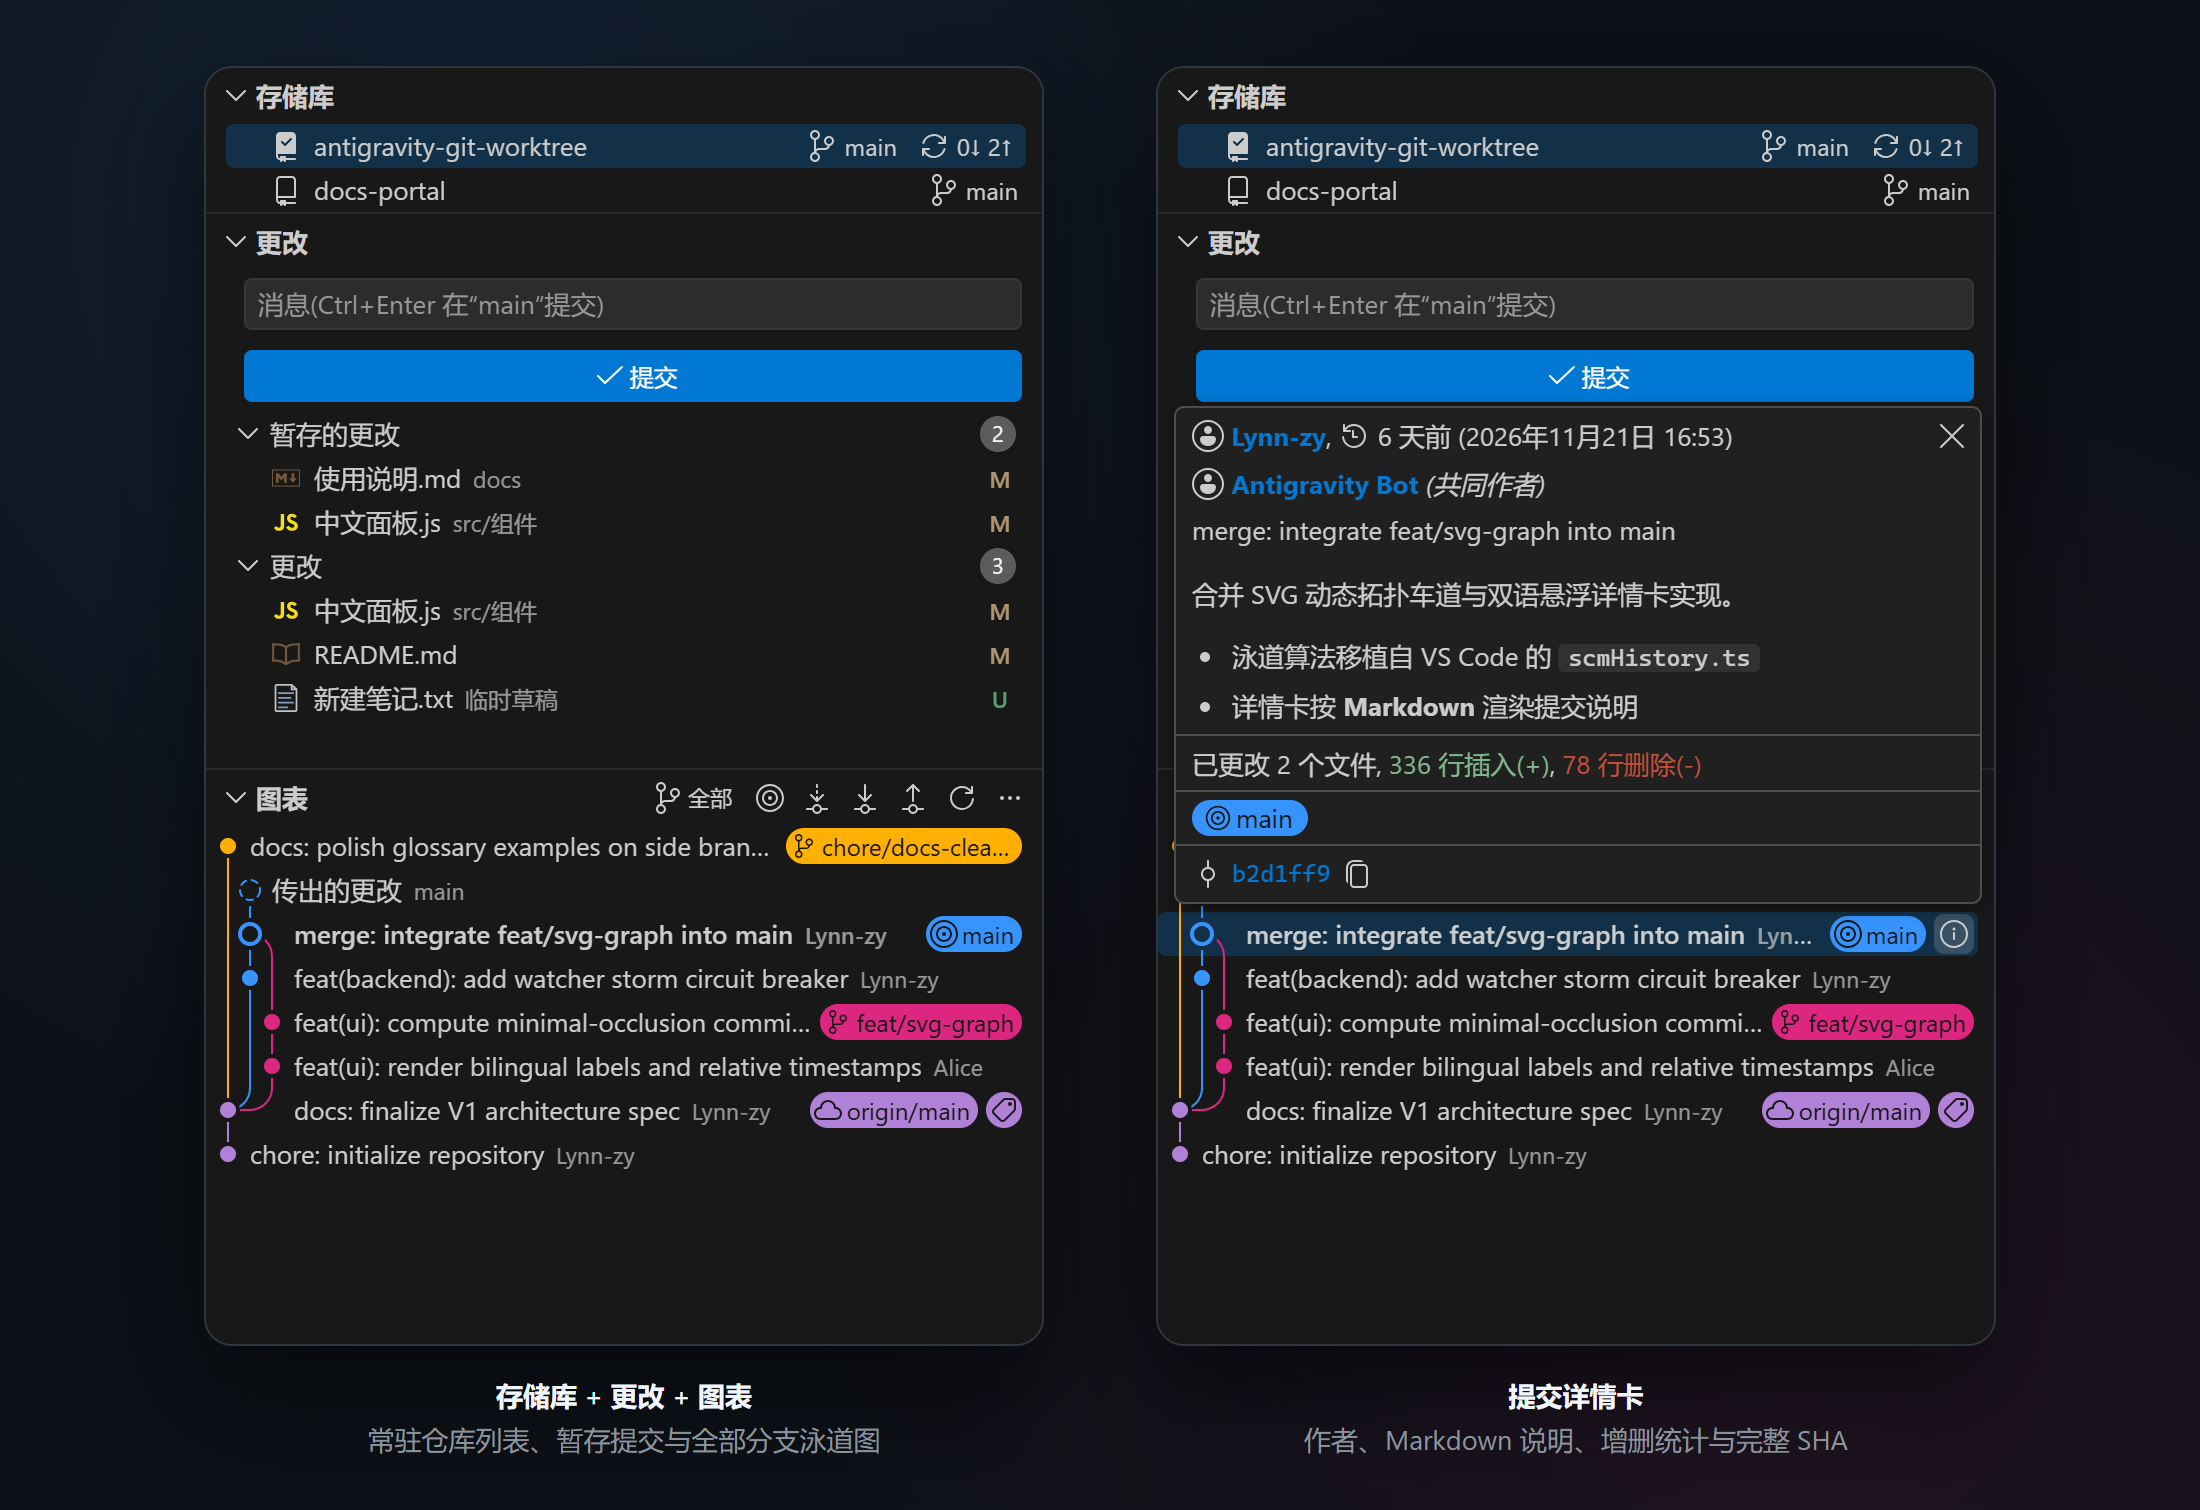 存储库
antigravity-git-worktree main 0↓ 2↑
docs-portal main
更改
消息(Ctrl+Enter 在“main”提交)
提交
暂存的更改 2
使用说明.md docs M
JS 中文面板.js src/组件 M
更改 3
JS 中文面板.js src/组件 M
README.md M
新建笔记.txt 临时草稿 U
图表 全部
docs: polish glossary examples on side bran... chore/docs-clea...
传出的更改 main
merge: integrate feat/svg-graph into main Lynn-zy main
feat(backend): add watcher storm circuit breaker Lynn-zy
feat(ui): compute minimal-occlusion commi... feat/svg-graph
feat(ui): render bilingual labels and relative timestamps Alice
docs: finalize V1 architecture spec Lynn-zy origin/main
chore: initialize repository Lynn-zy
存储库 + 更改 + 图表
常驻仓库列表、暂存提交与全部分支泳道图
存储库
antigravity-git-worktree main 0↓ 2↑
docs-portal main
更改
消息(Ctrl+Enter 在“main”提交)
提交
Lynn-zy, 6 天前 (2026年11月21日 16:53)
Antigravity Bot (共同作者)
merge: integrate feat/svg-graph into main
合并 SVG 动态拓扑车道与双语悬浮详情卡实现。
• 泳道算法移植自 VS Code 的 scmHistory.ts
• 详情卡按 Markdown 渲染提交说明
已更改 2 个文件, 336 行插入(+), 78 行删除(-)
main
b2d1ff9
merge: integrate feat/svg-graph into main Lyn... main
feat(backend): add watcher storm circuit breaker Lynn-zy
feat(ui): compute minimal-occlusion commi... feat/svg-graph
feat(ui): render bilingual labels and relative timestamps Alice
docs: finalize V1 architecture spec Lynn-zy origin/main
chore: initialize repository Lynn-zy
提交详情卡
作者、Markdown 说明、增删统计与完整 SHA